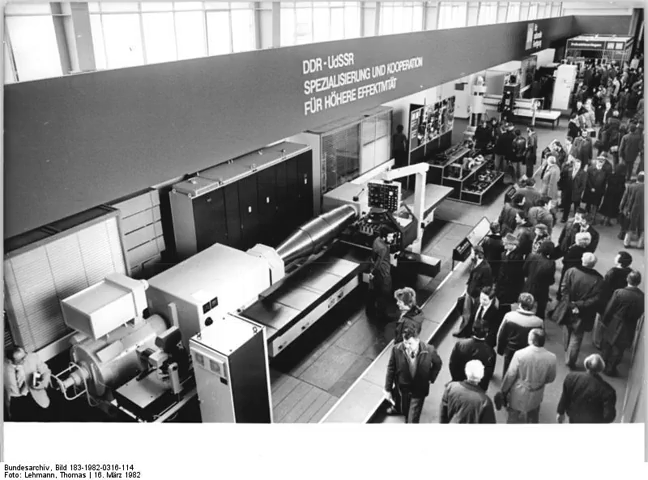 DDR-UdSSR
SPEZIALISIERUNG UND KOOPERATION
FÜR HÖHERE EFFEKTIVITÄT
Bundesarchiv, Bild 183-1982-0316-114
Foto: Lehmann, Thomas | 16. März 1982